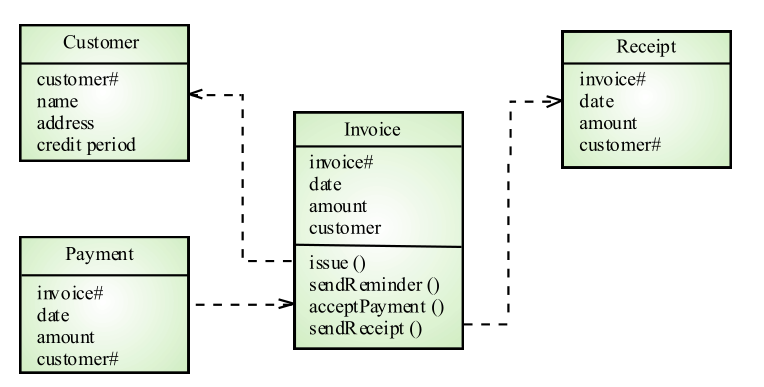 Customer
customer#
name
address
credit period
Receipt
invoice#
date
amount
customer#
Invoice
invoice#
date
amount
customer
issue ()
sendReminder ()
acceptPayment ()
sendReceipt ()
Payment
invoice#
date
amount
customer#